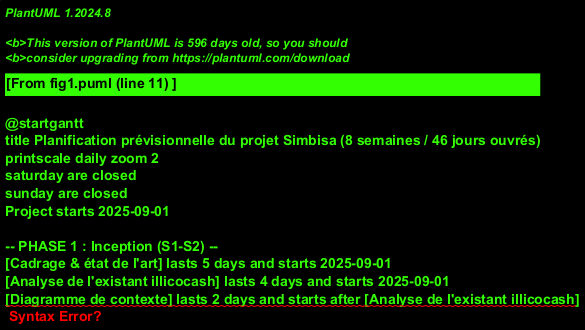 PlantUML 1.2024.8
<b>This version of PlantUML is 596 days old, so you should
<b>consider upgrading from https://plantuml.com/download
[From fig1.puml (line 11) ]
@startgantt
title Planification prévisionnelle du projet Simbisa (8 semaines / 46 jours ouvrés)
printscale daily zoom 2
saturday are closed
sunday are closed
Project starts 2025-09-01
-- PHASE 1 : Inception (S1-S2) --
[Cadrage & état de l'art] lasts 5 days and starts 2025-09-01
[Analyse de l'existant illicocash] lasts 4 days and starts 2025-09-01
[Diagramme de contexte] lasts 2 days and starts after [Analyse de l'existant illicocash]
Syntax Error?